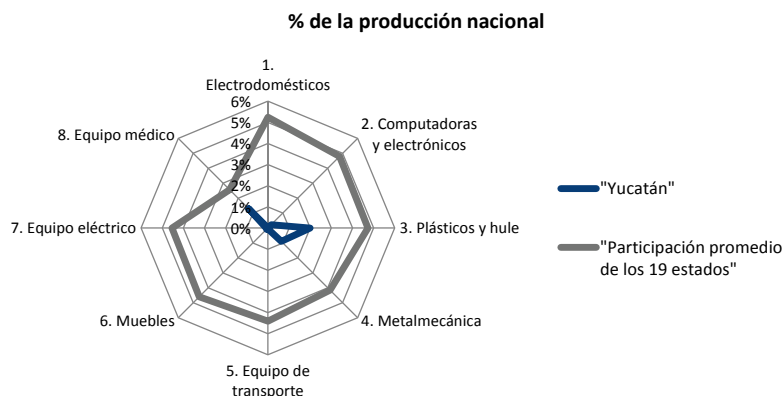 % de la producción nacional
1.
Electrodomésticos
2. Computadoras
y electrónicos
3. Plásticos y hule
4. Metalmecánica
5. Equipo de
transporte
6. Muebles
7. Equipo eléctrico
8. Equipo médico
6%
5%
4%
3%
2%
1%
0%
"Yucatán"
"Participación promedio
de los 19 estados"